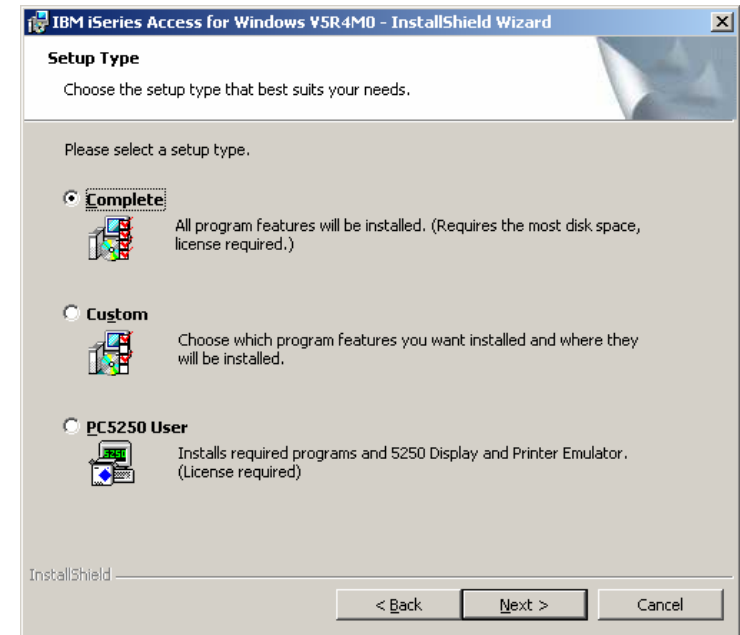 IBM iSeries Access for Windows V5R4M0 - InstallShield Wizard
Setup Type
Choose the setup type that best suits your needs.
Please select a setup type.
Complete
All program features will be installed. (Requires the most disk space,
license required.)
Custom
Choose which program features you want installed and where they
will be installed.
PC5250 User
5250
Installs required programs and 5250 Display and Printer Emulator.
(License required)
InstallShield
< Back Next > Cancel